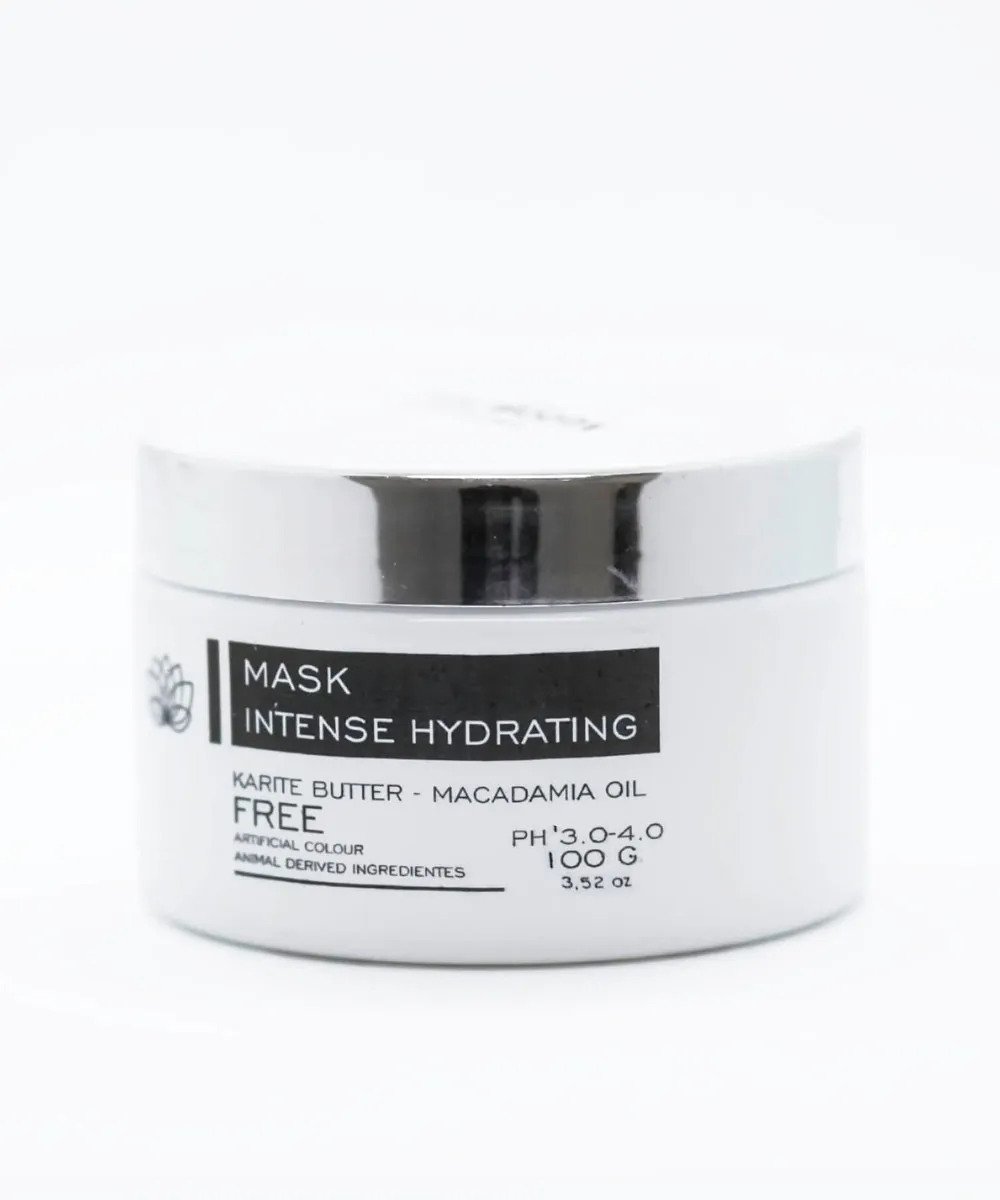 MASK
INTENSE HYDRATING
KARITE BUTTER - MACADAMIA OIL
FREE
ARTIFICIAL COLOUR
ANIMAL DERIVED INGREDIENTES
PH '3.0-4.0
100 G
3,52 oz